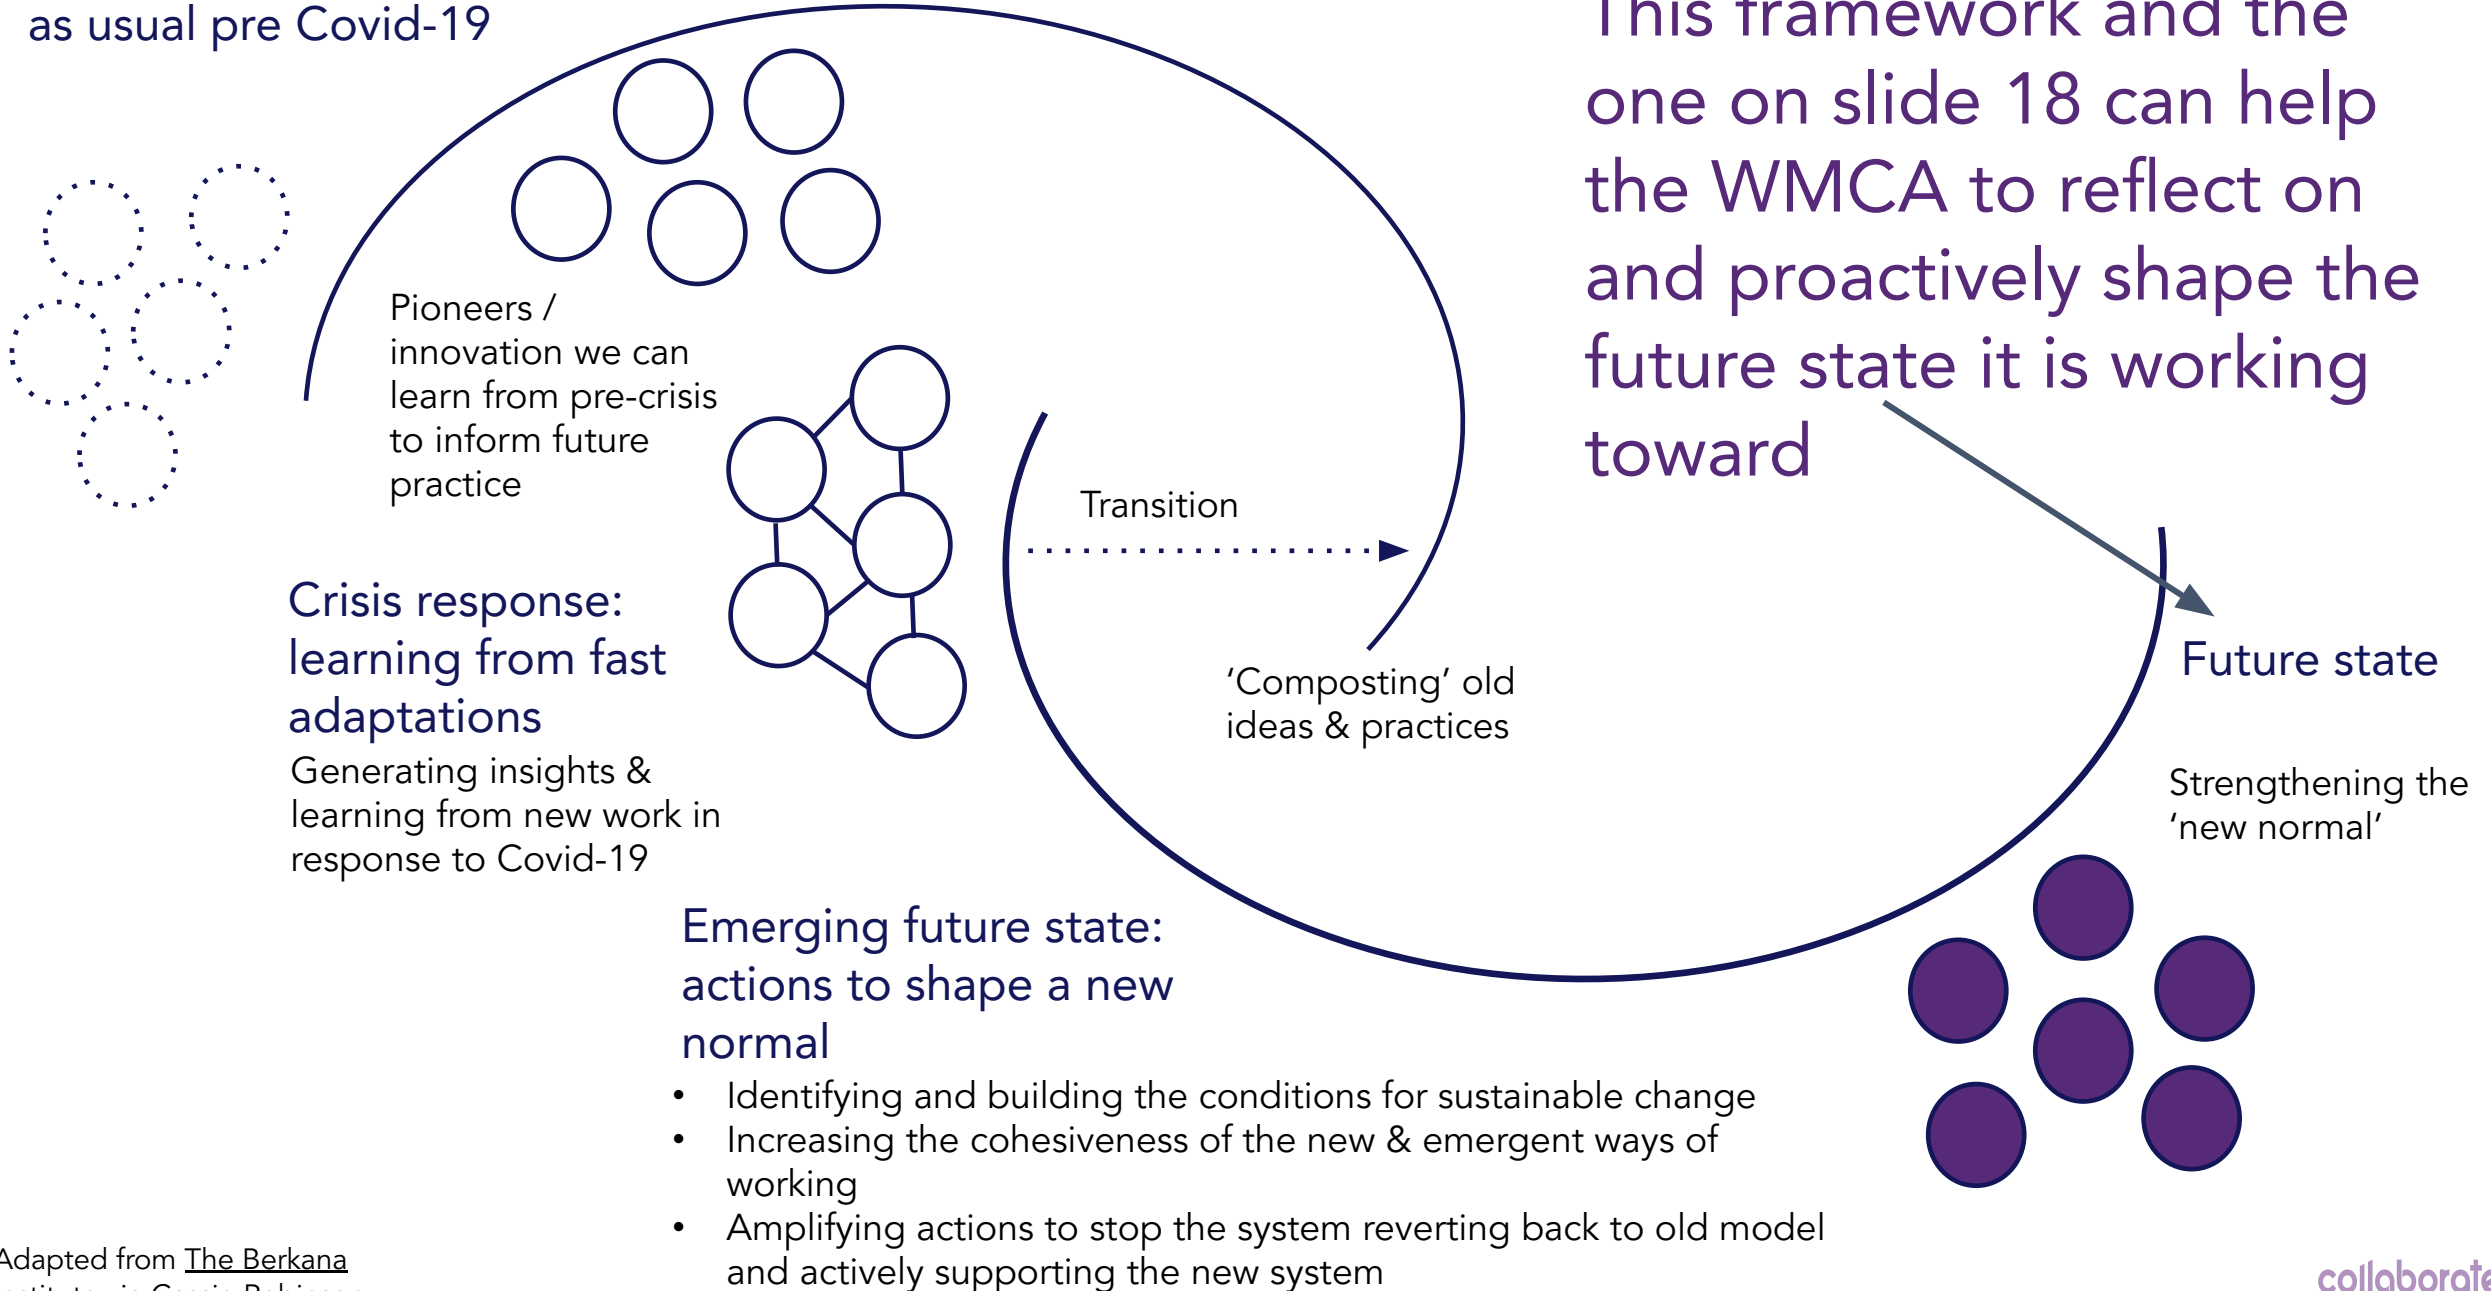 as usual pre Covid-19
This framework and the
one on slide 18 can help
the WMCA to reflect on
and proactively shape the
future state it is working
toward
Pioneers /
innovation we can
learn from pre-crisis
to inform future
practice
Transition
Crisis response:
learning from fast
adaptations
Generating insights &
learning from new work in
response to Covid-19
‘Composting’ old
ideas & practices
Future state
Strengthening the
‘new normal’
Emerging future state:
actions to shape a new
normal
• Identifying and building the conditions for sustainable change
• Increasing the cohesiveness of the new & emergent ways of
working
• Amplifying actions to stop the system reverting back to old model
and actively supporting the new system
Adapted from The Berkana
collaborate